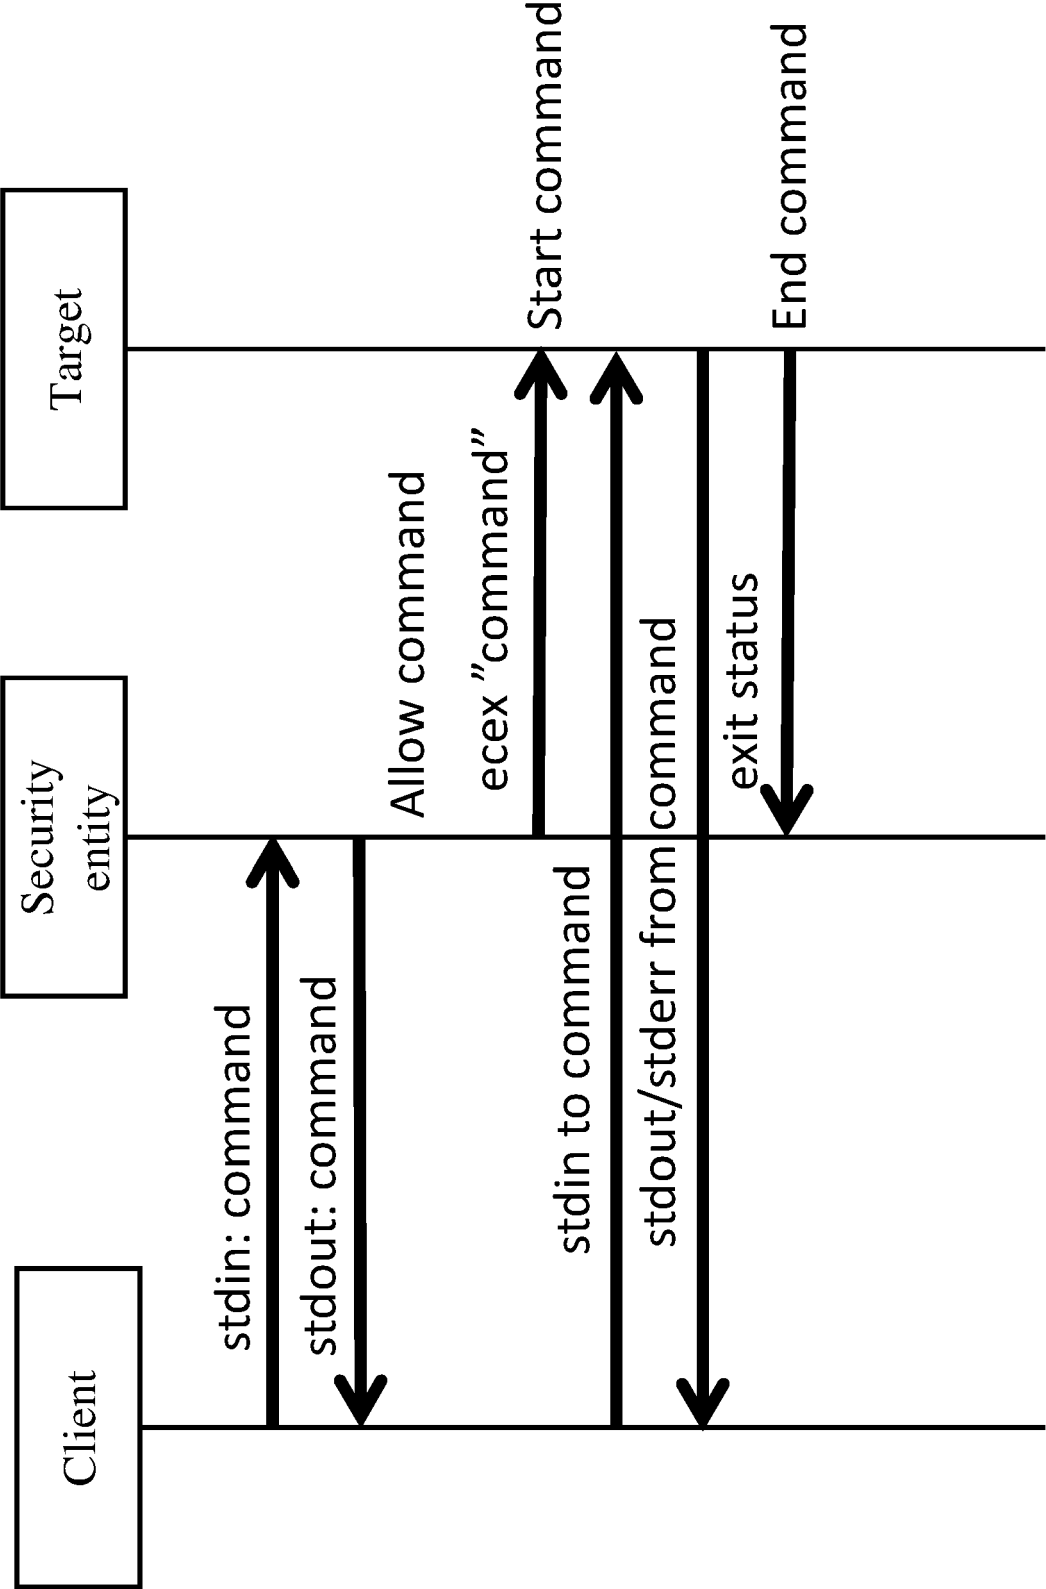 Client
Security
entity
Target
stdin: command
stdout: command
Allow command
ecex ”command”
Start command
stdin to command
stdout/stderr from command
exit status
End command